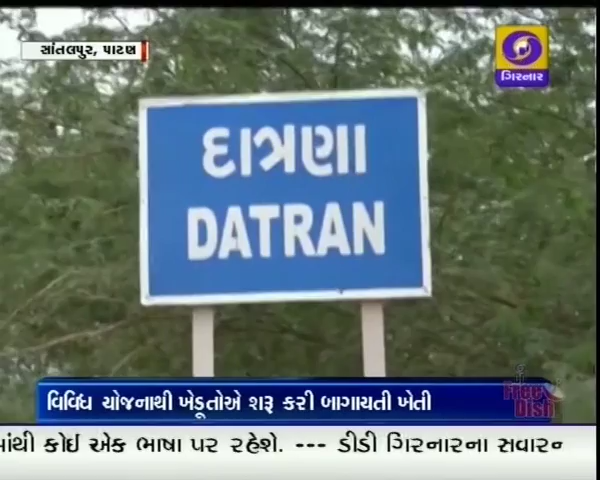 સાંતલપુર, પાટણ
ગિરનાર
દાત્રણા
DATRAN
વિવિધ યોજનાથી ખેડૂતોએ શરૂ કરી બાગાયતી ખેતી
Free Dish
માંથી કોઈ એક ભાષા પર રહેશે. --- ડીડી ગિરનારના સવારના